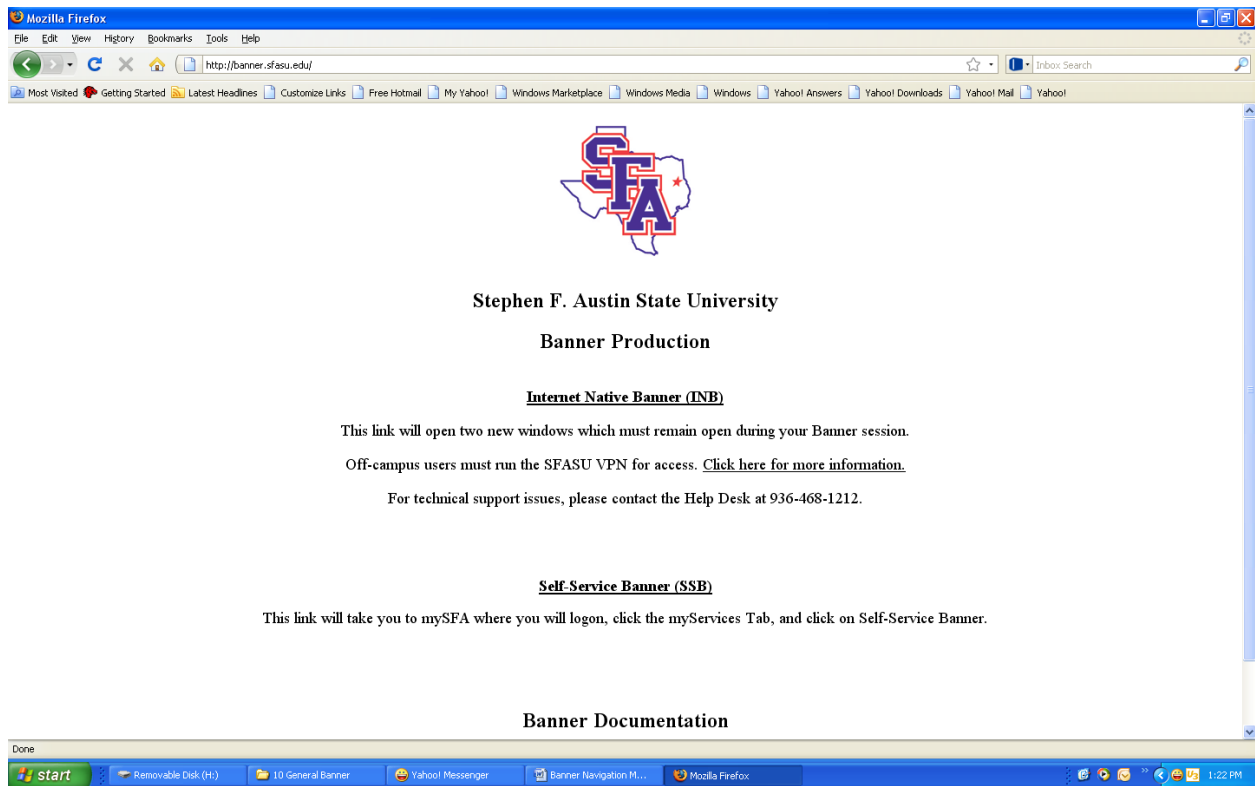 Mozilla Firefox
File Edit View History Bookmarks Tools Help
http://banner.sfasu.edu/ Inbox Search
Most Visited Getting Started Latest Headlines Customize Links Free Hotmail My Yahoo! Windows Marketplace Windows Media Windows Yahoo! Answers Yahoo! Downloads Yahoo! Mail Yahoo!
SFA
Stephen F. Austin State University
Banner Production
Internet Native Banner (INB)
This link will open two new windows which must remain open during your Banner session.
Off-campus users must run the SFASU VPN for access. Click here for more information.
For technical support issues, please contact the Help Desk at 936-468-1212.
Self-Service Banner (SSB)
This link will take you to mySFA where you will logon, click the myServices Tab, and click on Self-Service Banner.
Banner Documentation
Done
start Removable Disk (H:) 10 General Banner Yahoo! Messenger Banner Navigation M... Mozilla Firefox 1:22 PM